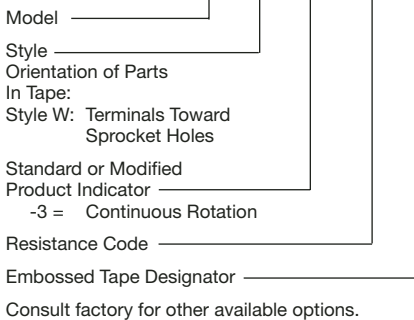 Model
Style
Orientation of Parts
In Tape:
Style W: Terminals Toward
Sprocket Holes
Standard or Modified
Product Indicator
-3 = Continuous Rotation
Resistance Code
Embossed Tape Designator
Consult factory for other available options.